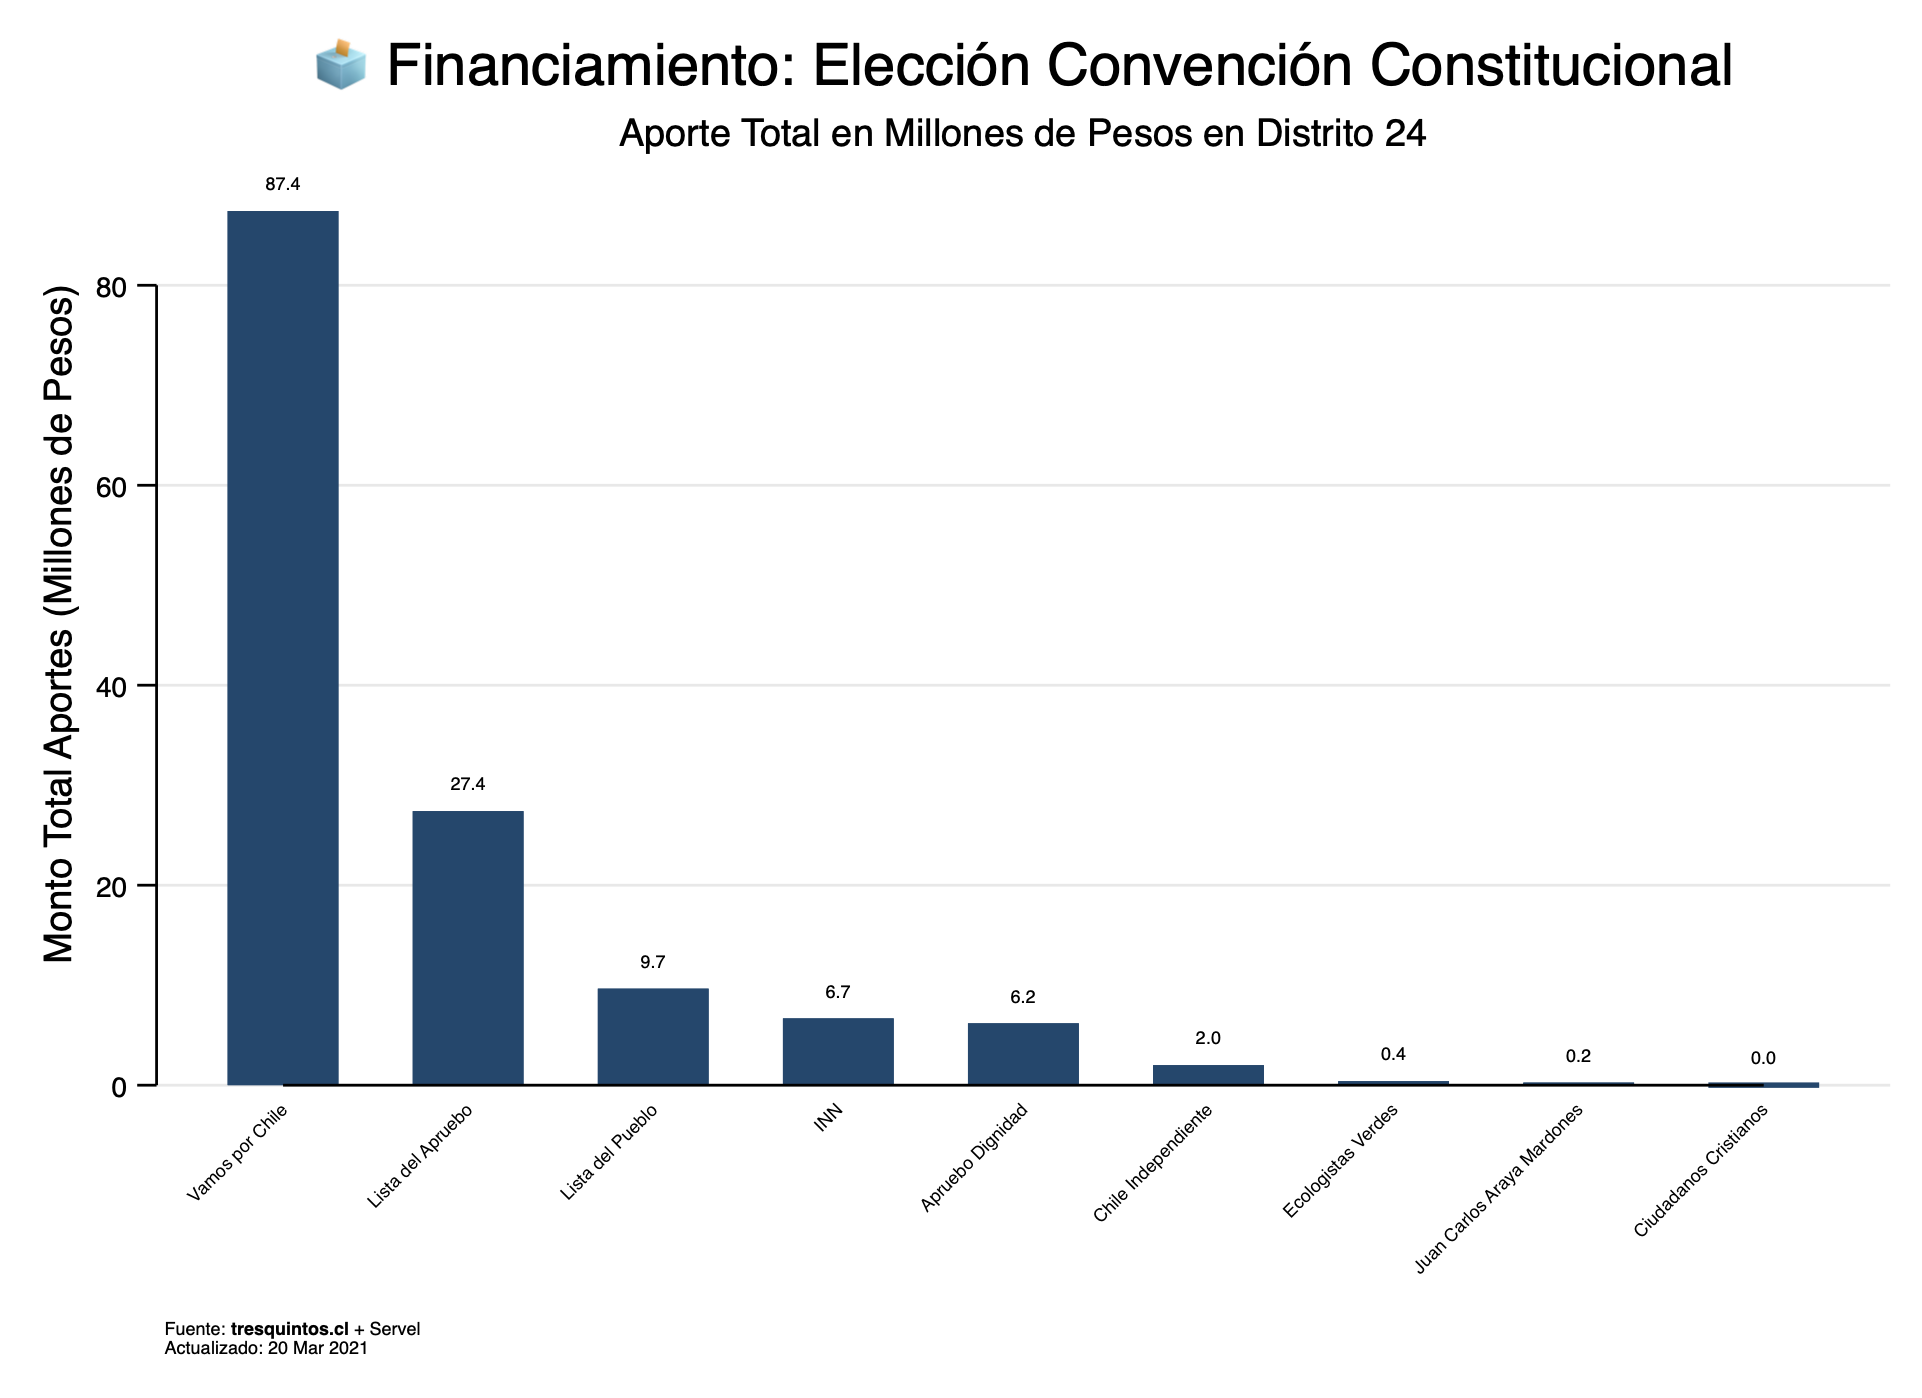 Financiamiento: Elección Convención Constitucional
Aporte Total en Millones de Pesos en Distrito 24
Monto Total Aportes (Millones de Pesos)
80
60
40
20
0
87.4
27.4
9.7
6.7
6.2
2.0
0.4
0.2
0.0
Vamos por Chile
Lista del Apruebo
Lista del Pueblo
INN
Apruebo Dignidad
Chile Independiente
Ecologistas Verdes
Juan Carlos Araya Mardones
Ciudadanos Cristianos
Fuente: tresquintos.cl + Servel
Actualizado: 20 Mar 2021